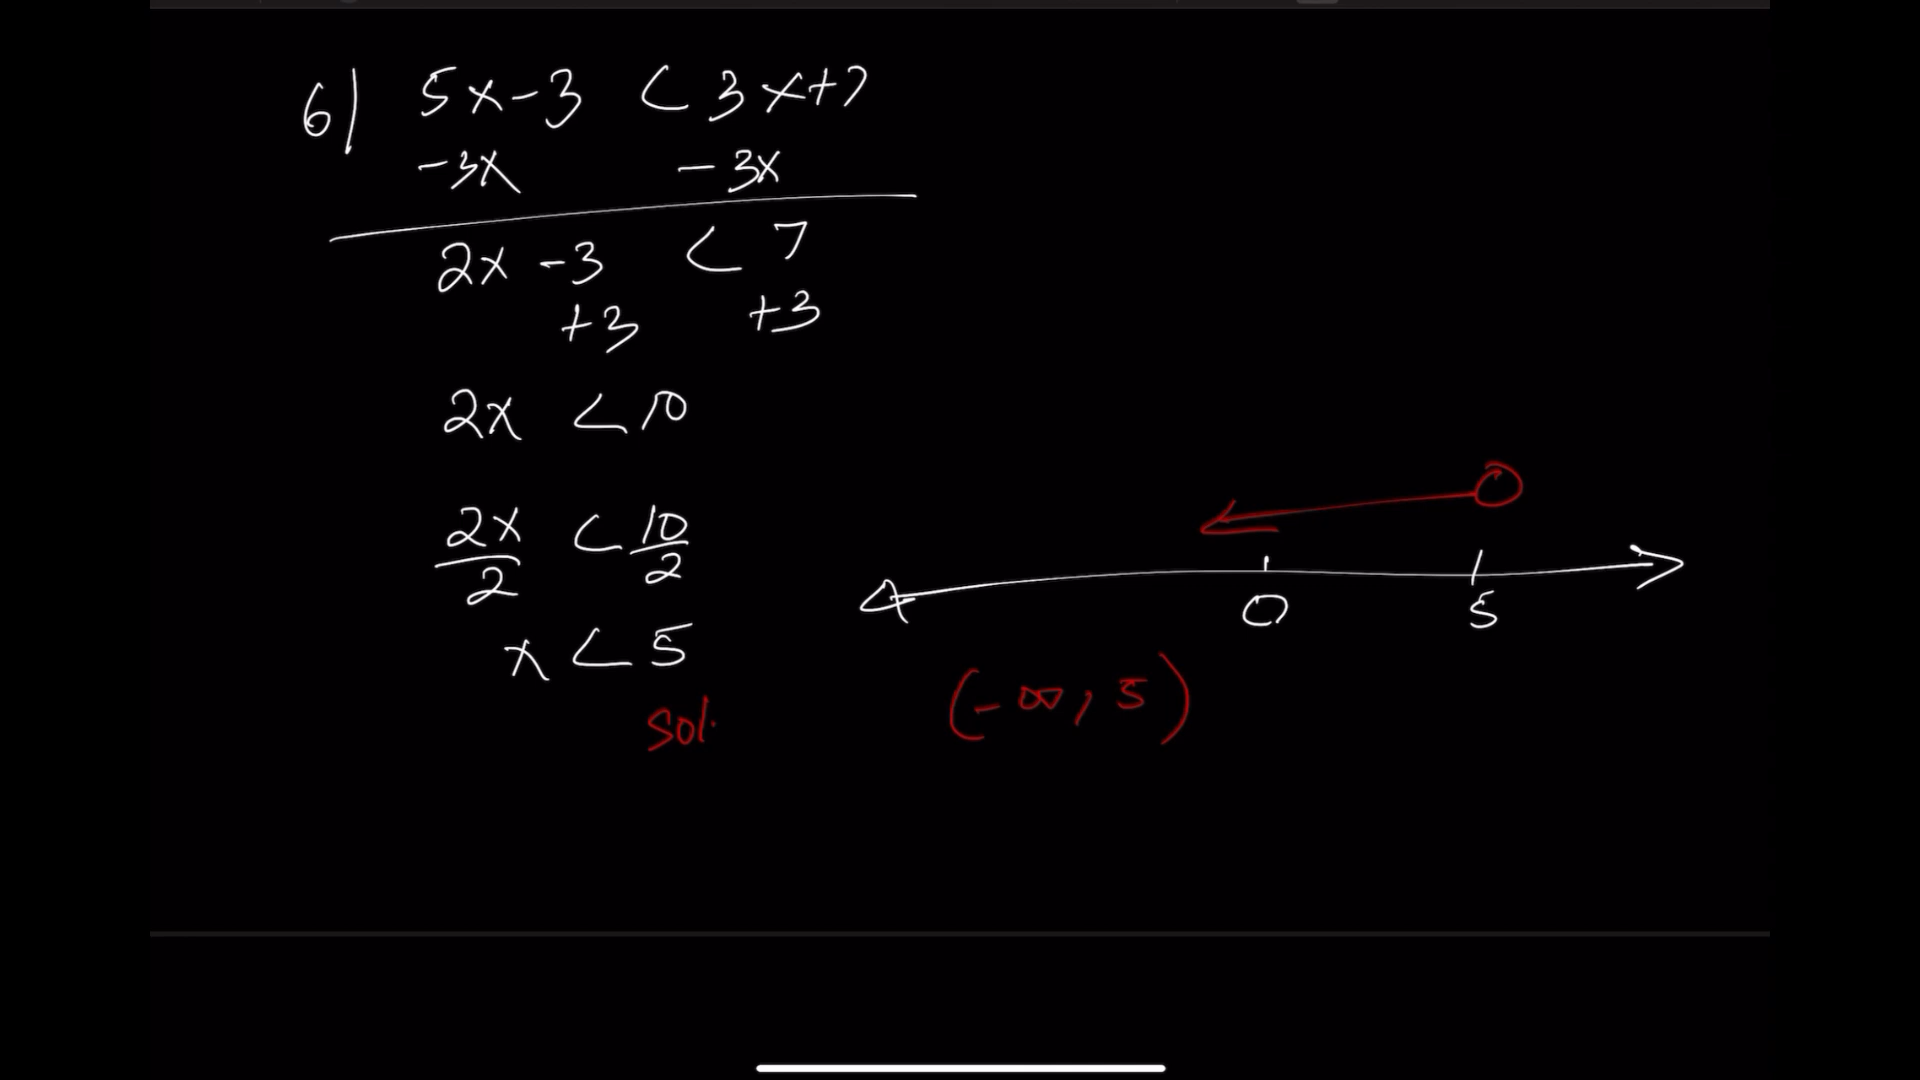 6) 5x-3 < 3x+7
-3x -3x
2x -3 < 7
+3 +3
2x < 10
2x/2 < 10/2
x < 5
0 5
sol.
(-∞, 5)